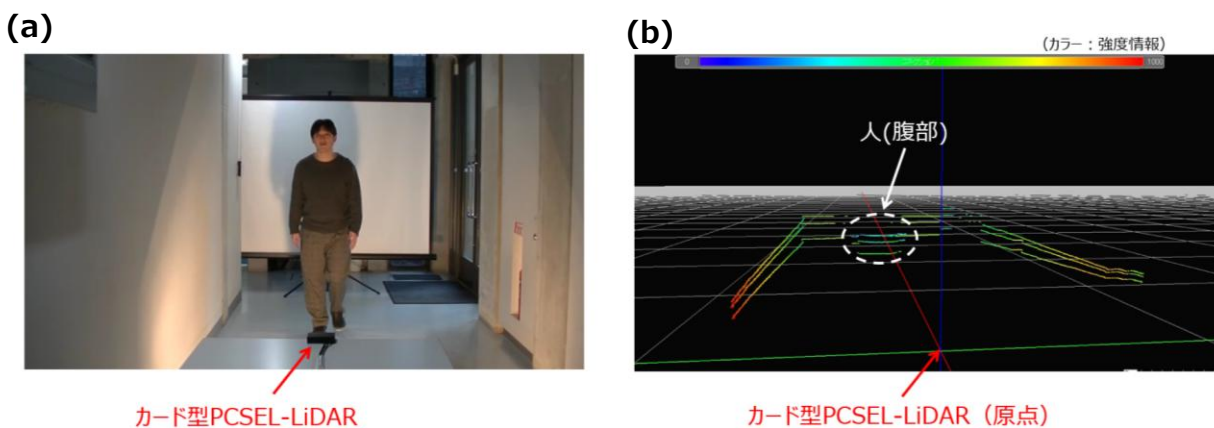 (a)
カード型PCSEL-LiDAR
(b)
(カラー：強度情報)
0
1000
人(腹部)
カード型PCSEL-LiDAR（原点）